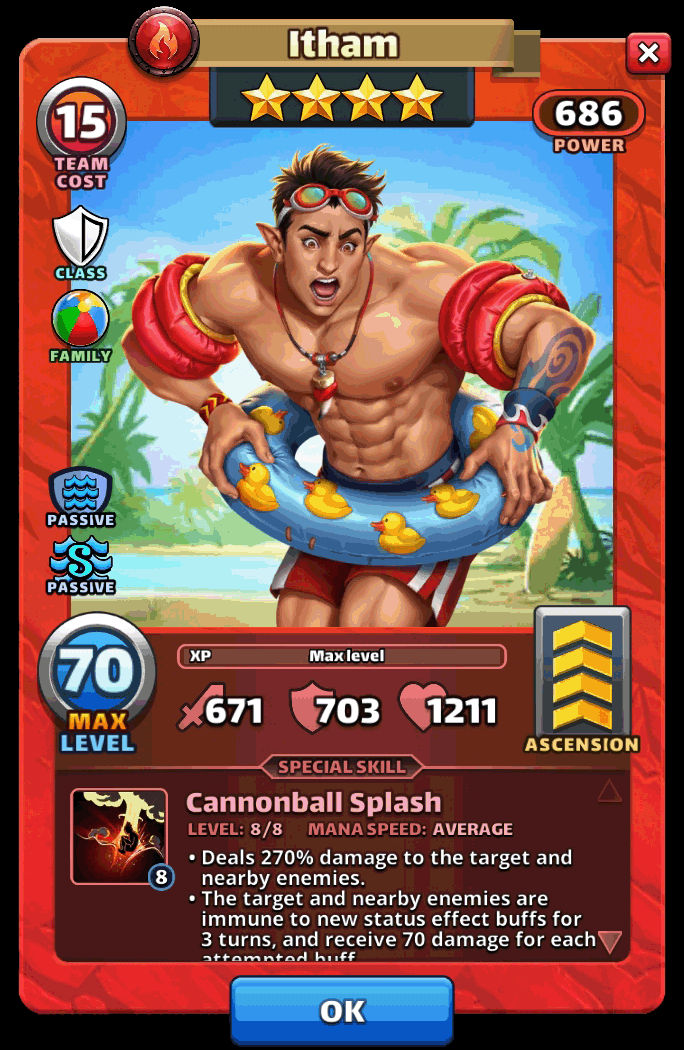 Itham
15
TEAM
COST
686
POWER
CLASS
FAMILY
PASSIVE
S
PASSIVE
70
MAX
LEVEL
XP Max level
671 703 1211
ASCENSION
SPECIAL SKILL
Cannonball Splash
LEVEL: 8/8 MANA SPEED: AVERAGE
8
• Deals 270% damage to the target and
nearby enemies.
• The target and nearby enemies are
immune to new status effect buffs for
3 turns, and receive 70 damage for each
attempted buff
OK